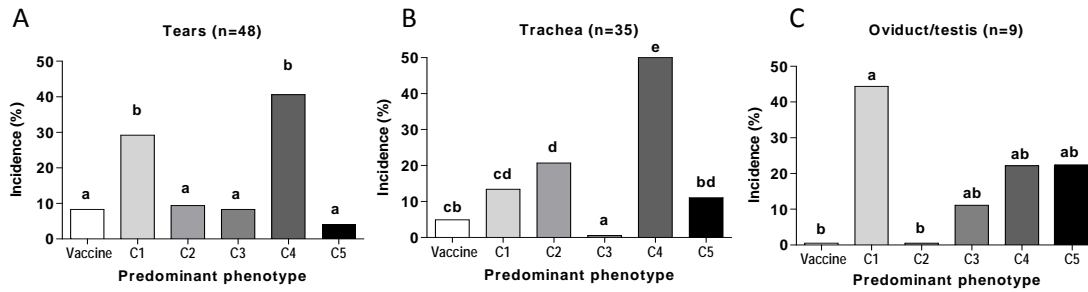 A
Tears (n=48)
Incidence (%)
50
40
30
20
10
0
a
b
a
a
b
a
Vaccine C1 C2 C3 C4 C5
Predominant phenotype
B
Trachea (n=35)
Incidence (%)
50
40
30
20
10
0
cb
cd
d
a
e
bd
Vaccine C1 C2 C3 C4 C5
Predominant phenotype
C
Oviduct/testis (n=9)
Incidence (%)
50
40
30
20
10
0
b
a
b
ab
ab
ab
Vaccine C1 C2 C3 C4 C5
Predominant phenotype